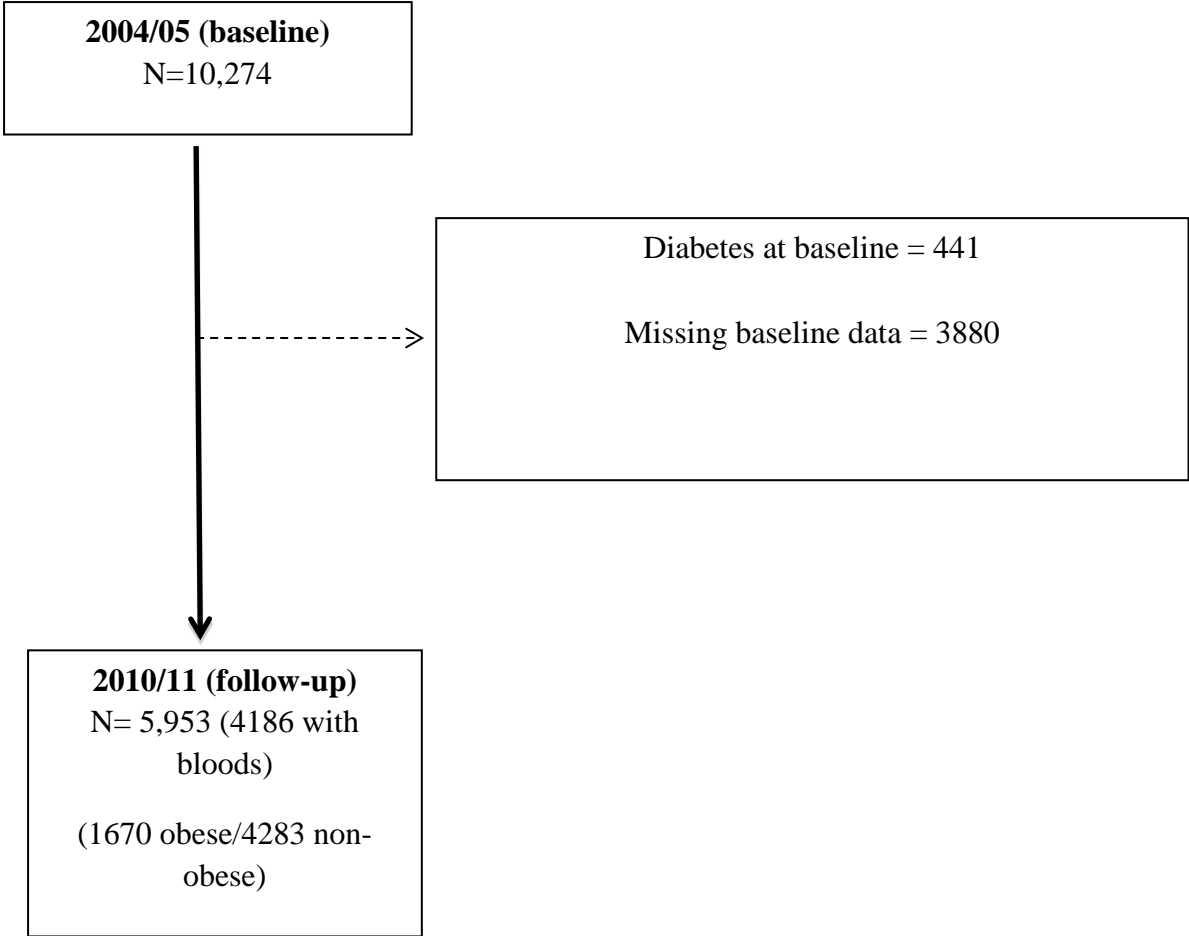 2004/05 (baseline)
N=10,274
Diabetes at baseline = 441
Missing baseline data = 3880
2010/11 (follow-up)
N= 5,953 (4186 with
bloods)
(1670 obese/4283 non-
obese)